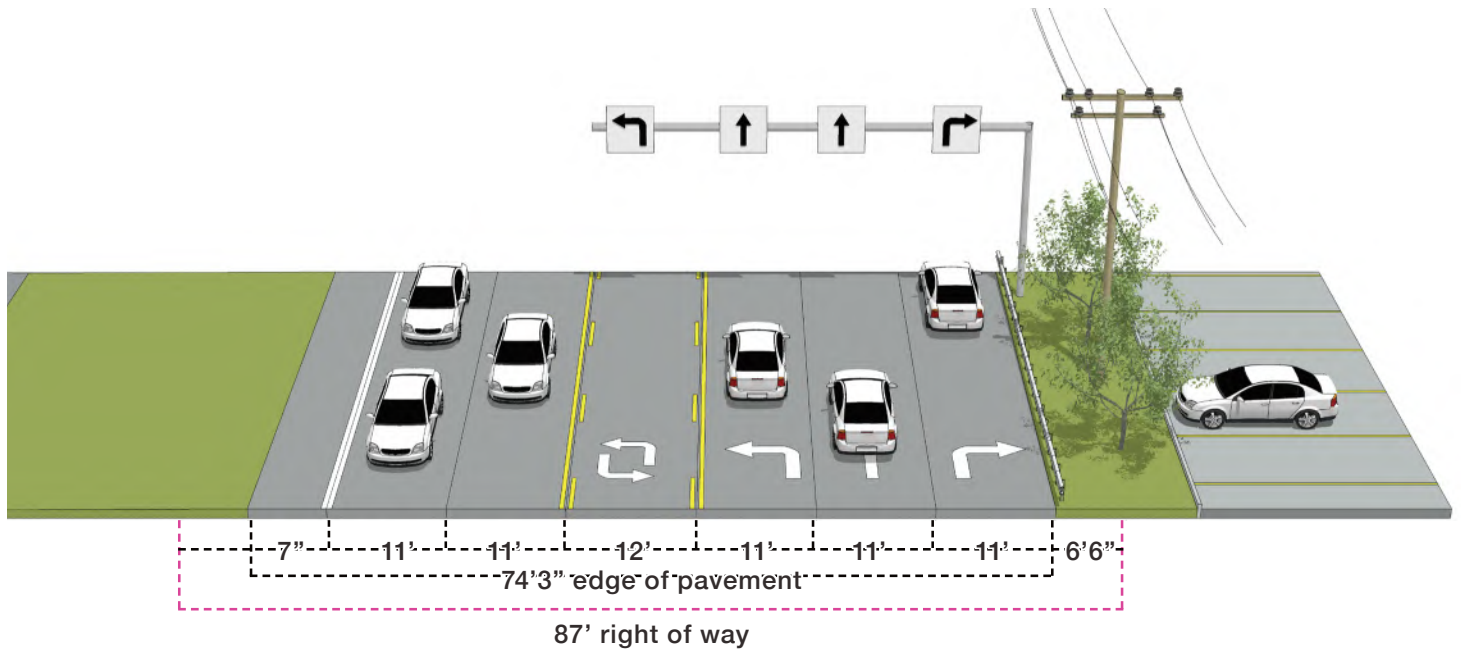 7” 11’ 11’ 12’ 11’ 11’ 11’ 6’6”
74’3” edge of pavement
87’ right of way